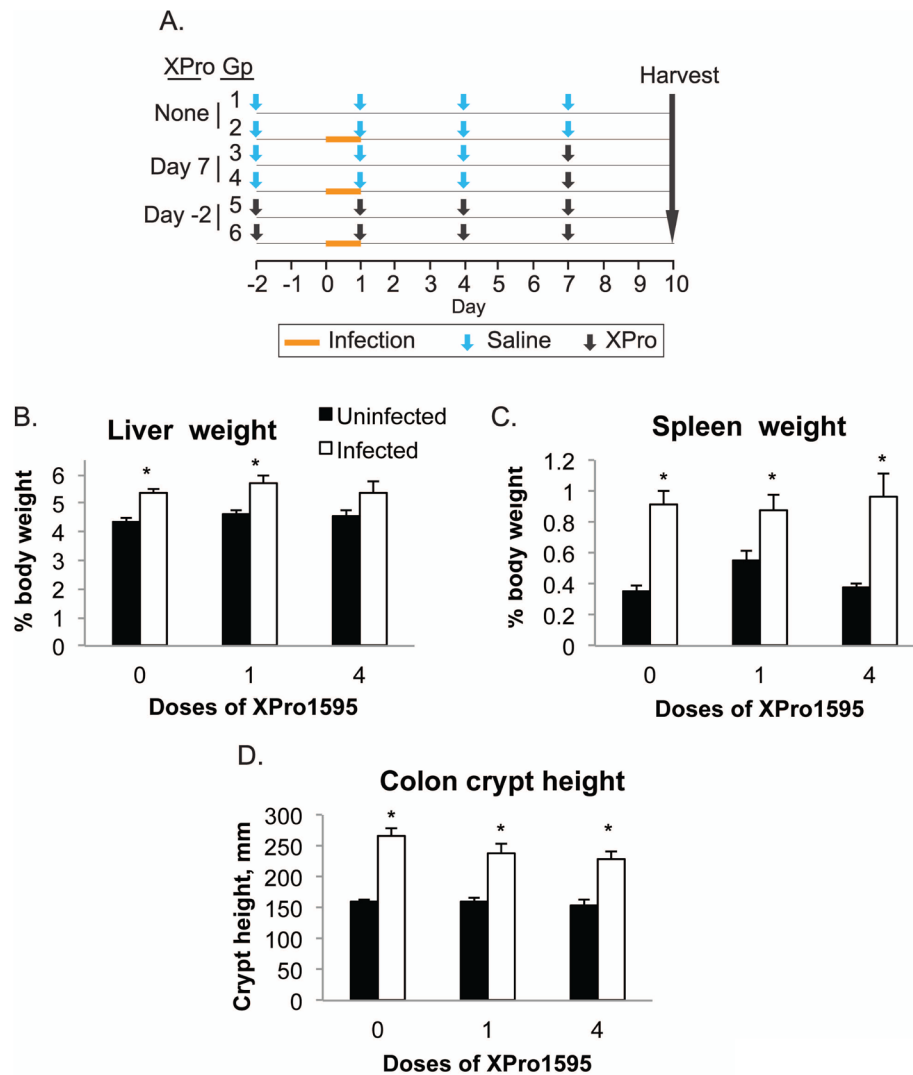 A.
XPro Gp
Harvest
None
1
2
Day 7
3
4
Day -2
5
6
-2 -1 0 1 2 3 4 5 6 7 8 9 10
Day
Infection Saline XPro
B.
Liver weight
Uninfected
Infected
% body weight
6
5
4
3
2
1
0
* *
0 1 4
Doses of XPro1595
C.
Spleen weight
% body weight
1.2
1
0.8
0.6
0.4
0.2
0
* * *
0 1 4
Doses of XPro1595
D.
Colon crypt height
Crypt height, mm
300
250
200
150
100
50
0
* * *
0 1 4
Doses of XPro1595